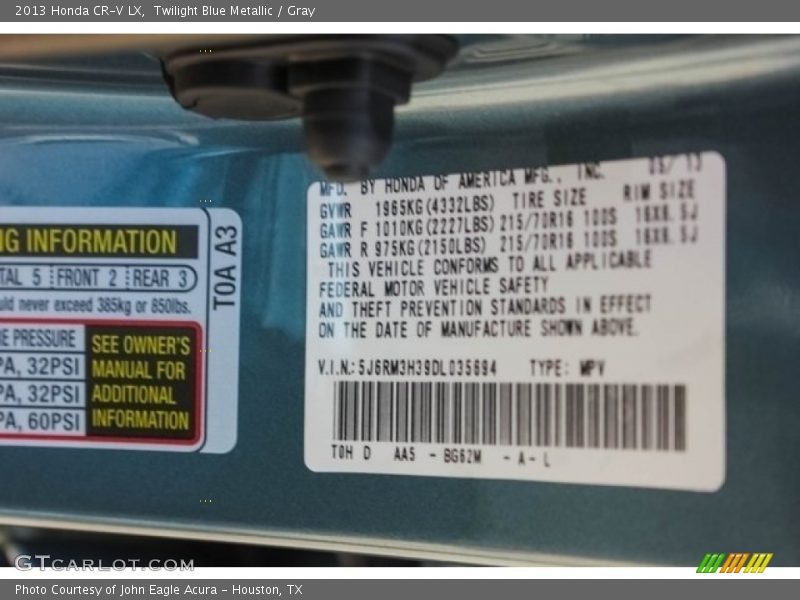 2013 Honda CR-V LX, Twilight Blue Metallic / Gray
MFD. BY HONDA OF AMERICA MFG., INC. 05/13
GVWR 1965KG(4332LBS) TIRE SIZE RIM SIZE
GAWR F 1010KG(2227LBS) 215/70R16 100S 16X6.5J
GAWR R 975KG(2150LBS) 215/70R16 100S 16X6.5J
THIS VEHICLE CONFORMS TO ALL APPLICABLE
FEDERAL MOTOR VEHICLE SAFETY
AND THEFT PREVENTION STANDARDS IN EFFECT
ON THE DATE OF MANUFACTURE SHOWN ABOVE.
V.I.N.: 5J6RM3H39DL035694 TYPE: MPV
T0H D AA5 - BG62M - A - L
NG INFORMATION
TAL 5 FRONT 2 REAR 3
uld never exceed 385kg or 850lbs.
RE PRESSURE
PA, 32PSI
PA, 32PSI
PA, 60PSI
SEE OWNER'S
MANUAL FOR
ADDITIONAL
INFORMATION
T0A A3
GTCARLOT.COM
Photo Courtesy of John Eagle Acura - Houston, TX